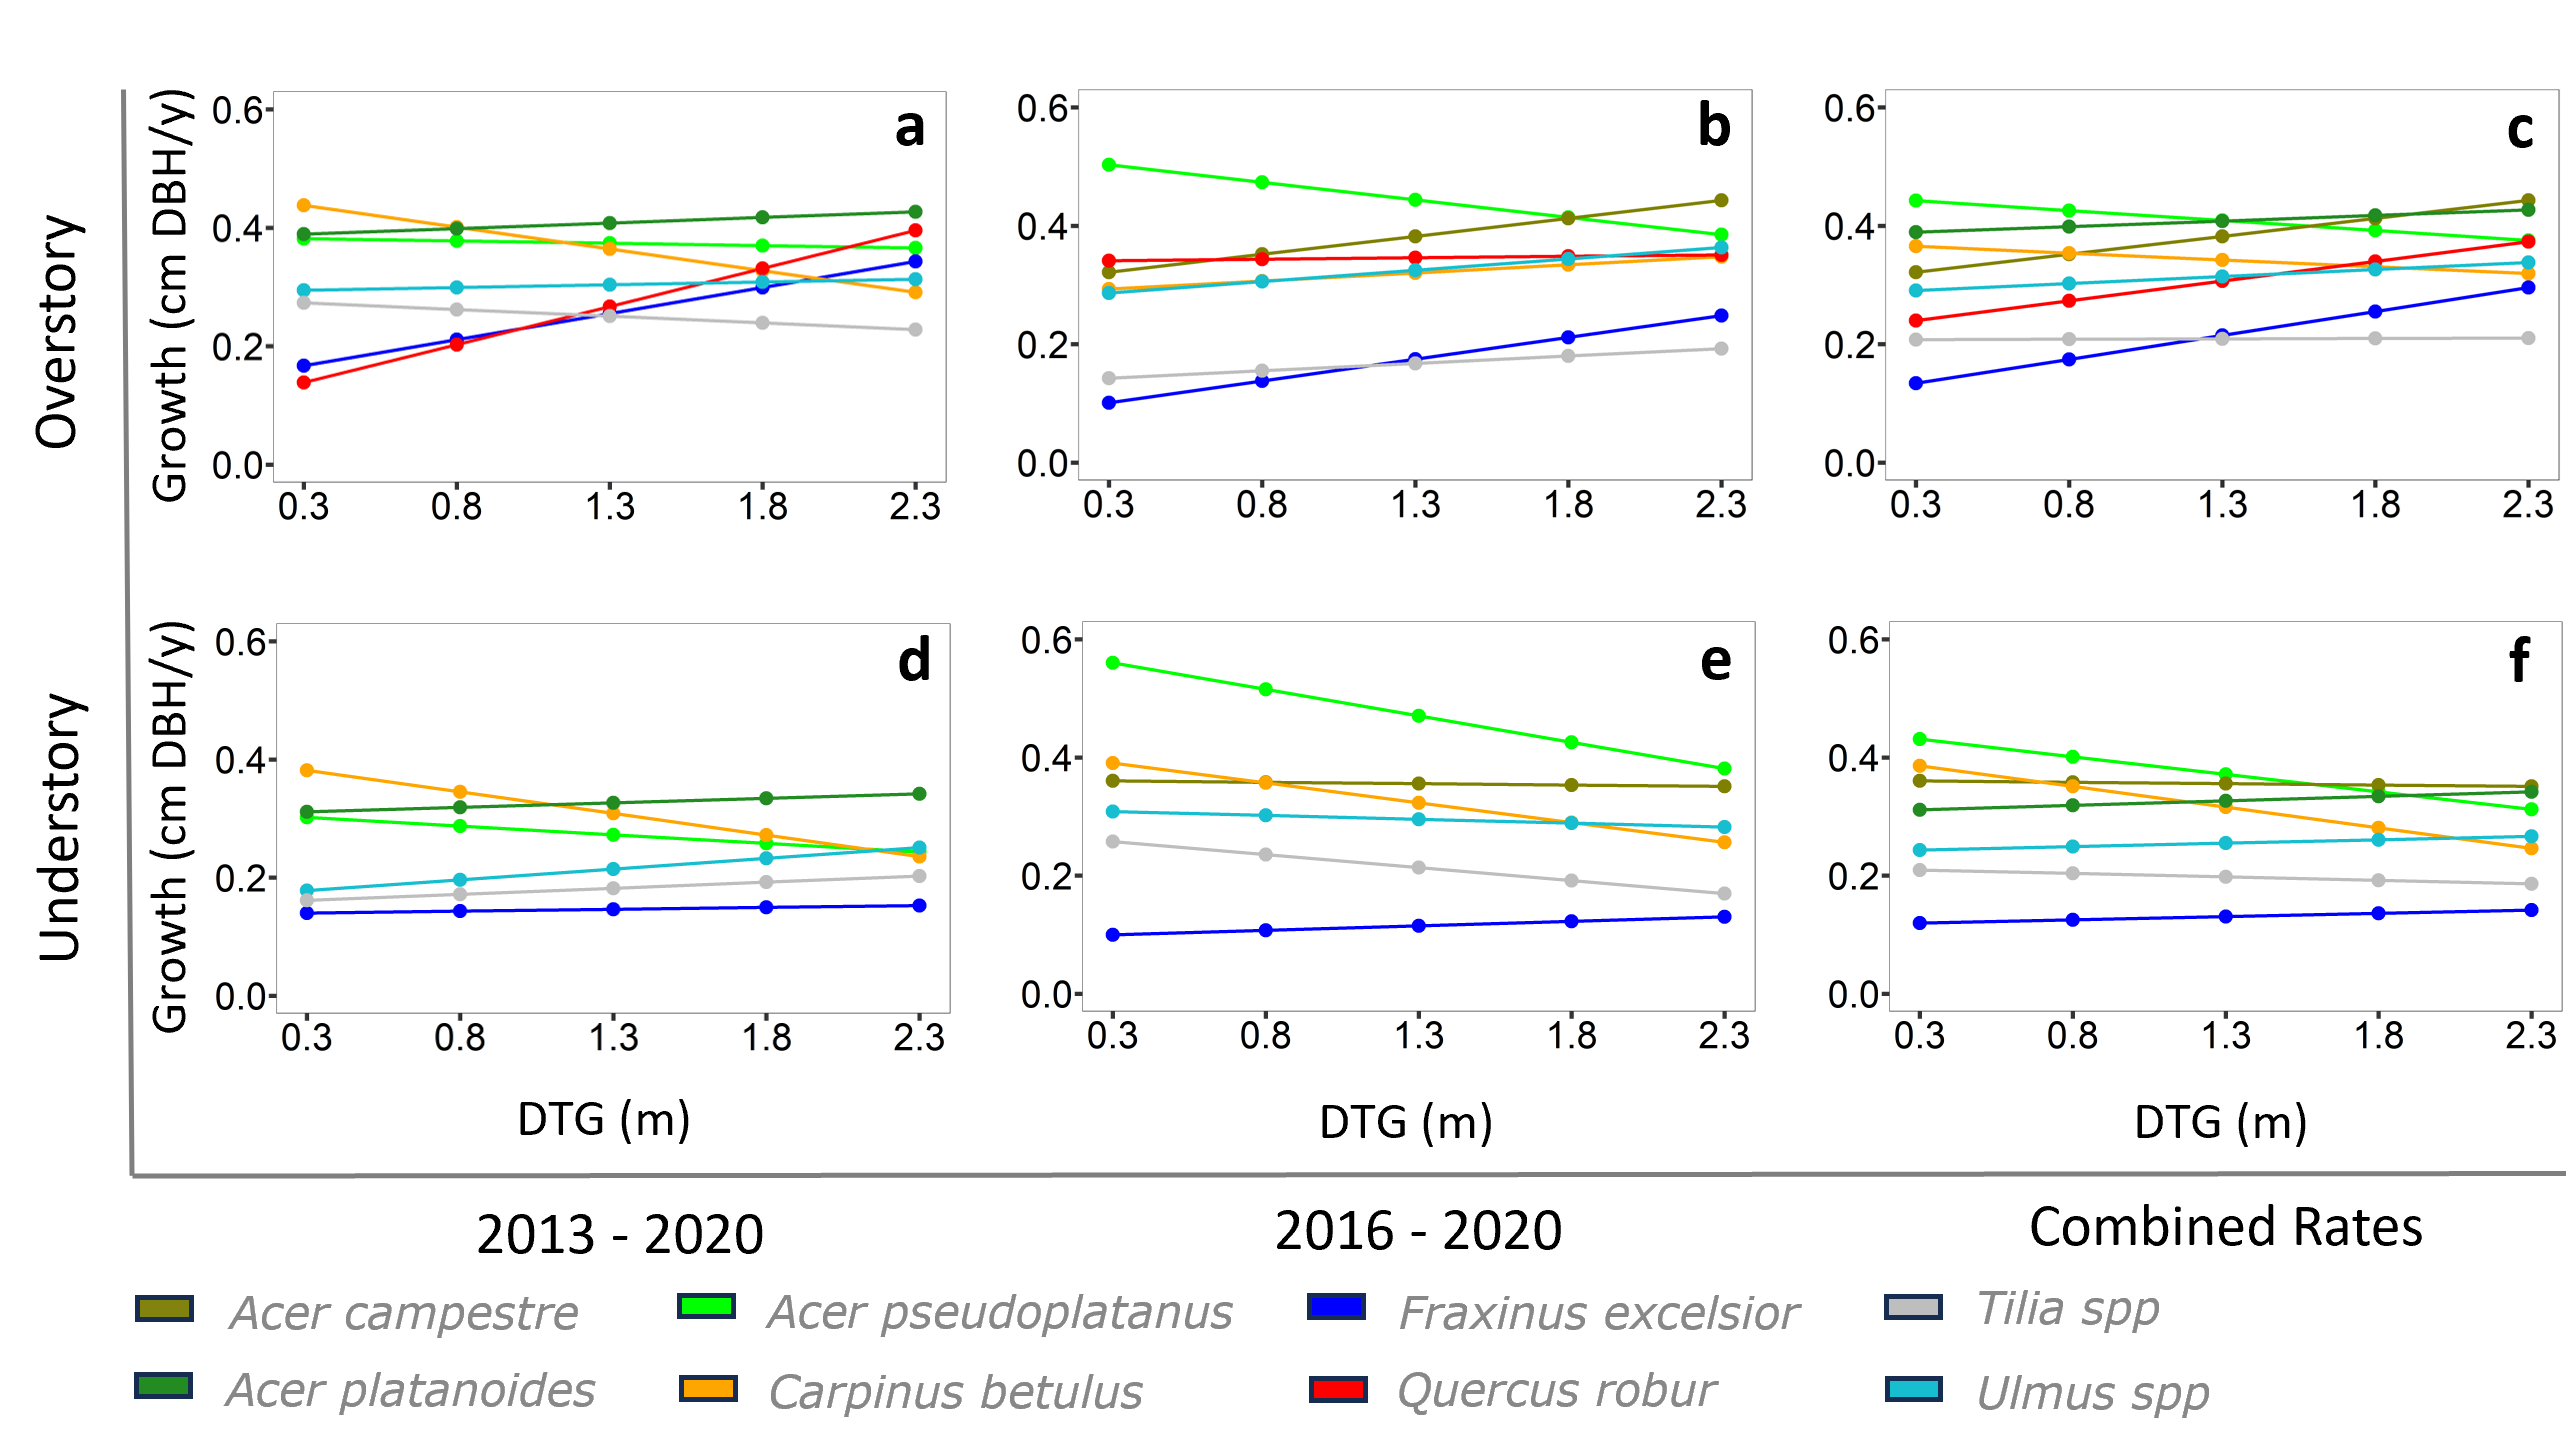 Overstory
Growth (cm DBH/y)
0.6
0.4
0.2
0.0
a
0.3 0.8 1.3 1.8 2.3
0.6
0.4
0.2
0.0
b
0.3 0.8 1.3 1.8 2.3
0.6
0.4
0.2
0.0
c
0.3 0.8 1.3 1.8 2.3
Understory
Growth (cm DBH/y)
0.6
0.4
0.2
0.0
d
0.3 0.8 1.3 1.8 2.3
0.6
0.4
0.2
0.0
e
0.3 0.8 1.3 1.8 2.3
0.6
0.4
0.2
0.0
f
0.3 0.8 1.3 1.8 2.3
DTG (m) DTG (m) DTG (m)
2013 - 2020 2016 - 2020 Combined Rates
Acer campestre Acer pseudoplatanus Fraxinus excelsior Tilia spp
Acer platanoides Carpinus betulus Quercus robur Ulmus spp